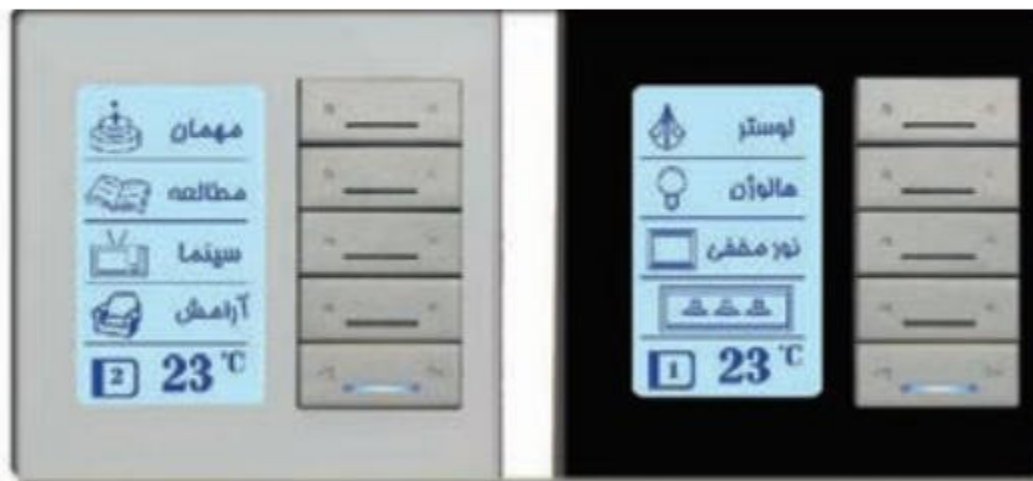 مهمان
مطالعه
سینما
آرامش
2 23 °C
لوستر
هالوژن
نور مخفی
1 23 °C